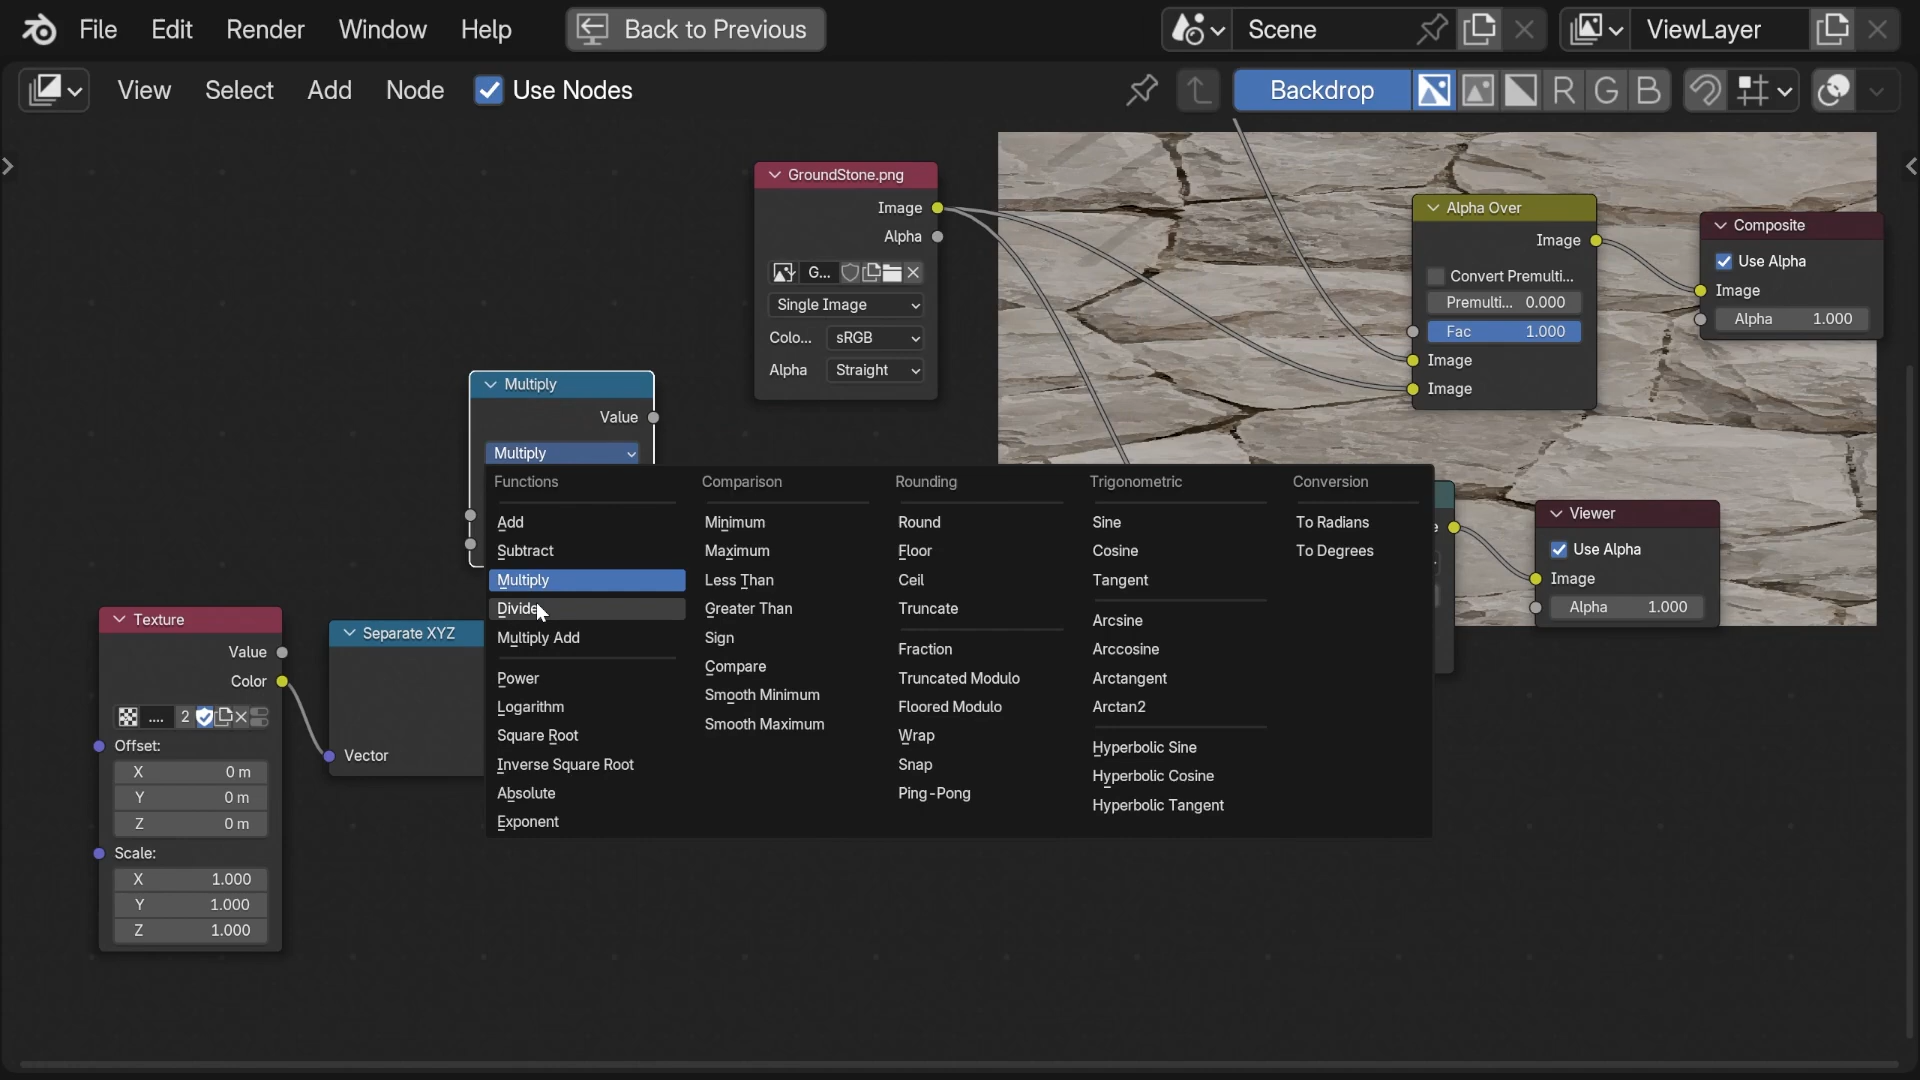 File Edit Render Window Help Back to Previous Scene ViewLayer
View Select Add Node Use Nodes Backdrop R G B
GroundStone.png
Image
Alpha
G...
Single Image
Colo... sRGB
Alpha Straight
Alpha Over
Image
Convert Premulti...
Premulti... 0.000
Fac 1.000
Image
Image
Composite
Use Alpha
Image
Alpha 1.000
Multiply
Value
Multiply
Functions
Add
Subtract
Multiply
Divide
Multiply Add
Power
Logarithm
Square Root
Inverse Square Root
Absolute
Exponent
Comparison
Minimum
Maximum
Less Than
Greater Than
Sign
Compare
Smooth Minimum
Smooth Maximum
Rounding
Round
Floor
Ceil
Truncate
Fraction
Truncated Modulo
Floored Modulo
Wrap
Snap
Ping-Pong
Trigonometric
Sine
Cosine
Tangent
Arcsine
Arccosine
Arctangent
Arctan2
Hyperbolic Sine
Hyperbolic Cosine
Hyperbolic Tangent
Conversion
To Radians
To Degrees
e
Viewer
Use Alpha
Image
Alpha 1.000
Texture
Value
Color
.... 2
Offset:
X 0 m
Y 0 m
Z 0 m
Scale:
X 1.000
Y 1.000
Z 1.000
Separate XYZ
Vector